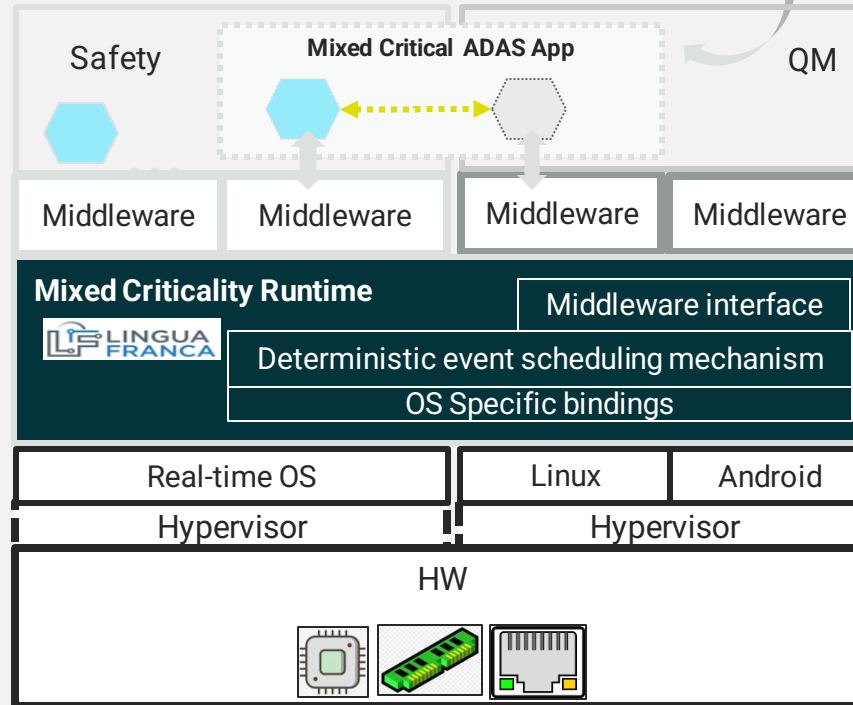 Safety
Mixed Critical ADAS App
QM
Middleware
Middleware
Middleware
Middleware
Mixed Criticality Runtime
LF LINGUA
FRANCA
Middleware interface
Deterministic event scheduling mechanism
OS Specific bindings
Real-time OS
Linux
Android
Hypervisor
Hypervisor
HW